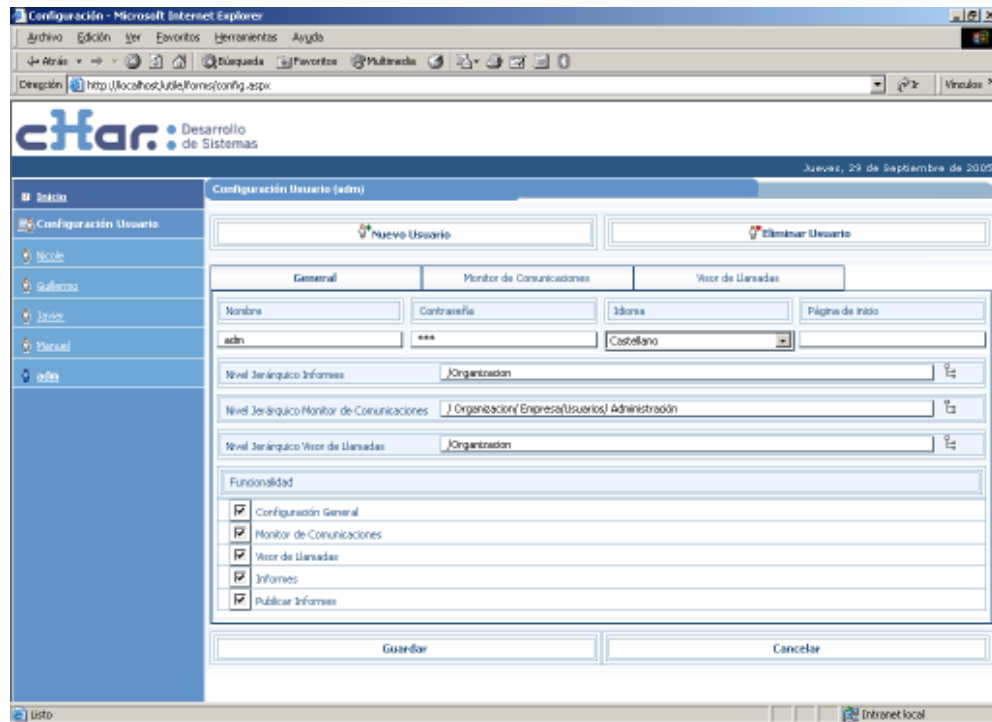 Configuración - Microsoft Internet Explorer
Archivo Edición Ver Favoritos Herramientas Ayuda
Atrás Búsqueda Favoritos Multimedia
Dirección http://localhost/utile/forms/config.aspx Ir Vínculos
cHar: Desarrollo de Sistemas
Jueves, 29 de Septiembre de 2005
Inicio
Configuración Usuario
Nicole
Guillermo
Javier
Manuel
adm
Configuración Usuario (adm)
Nuevo Usuario Eliminar Usuario
General Monitor de Comunicaciones Visor de Llamadas
Nombre Contraseña Idioma Página de inicio
adm *** Castellano
Nivel Jerárquico Informes ./Organizacion
Nivel Jerárquico Monitor de Comunicaciones ./ Organizacion/ Empresa/Usuarios/ Administración
Nivel Jerárquico Visor de Llamadas ./Organizacion
Funcionalidad
Configuración General
Monitor de Comunicaciones
Visor de Llamadas
Informes
Publicar Informes
Guardar Cancelar
Listo Intranet local